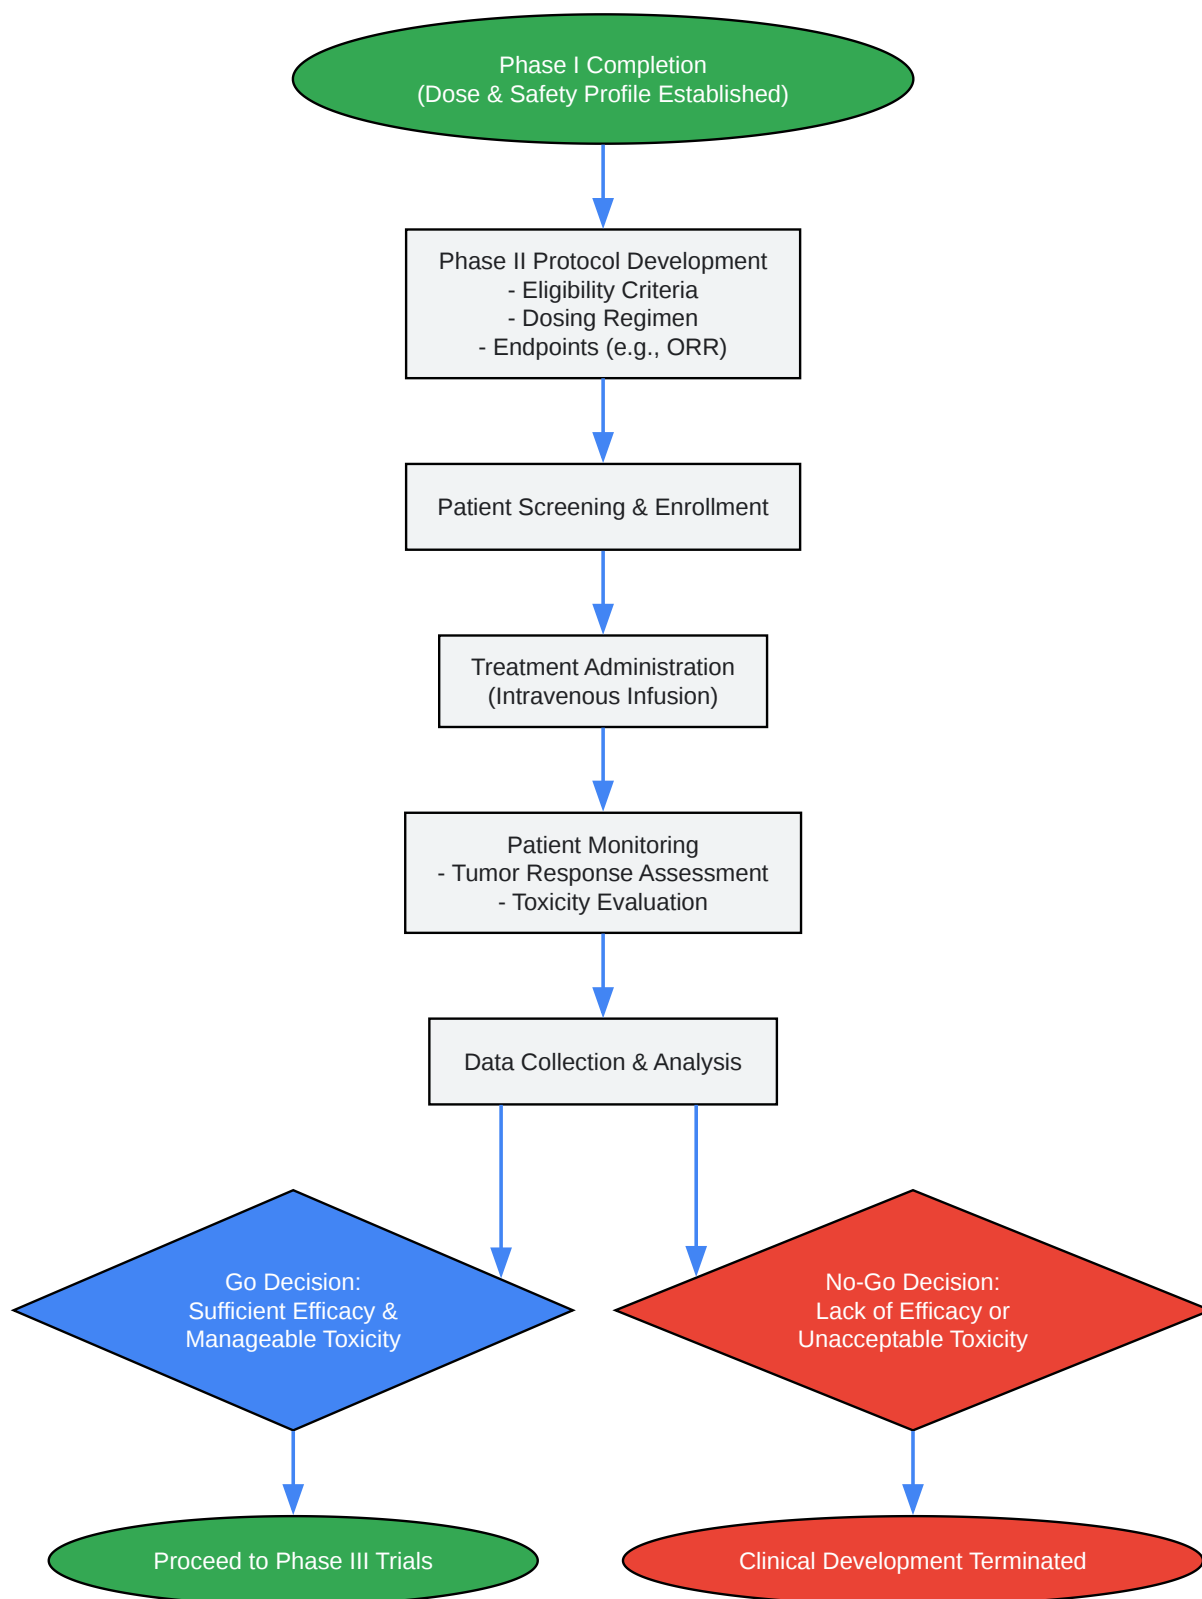 Phase I Completion
(Dose & Safety Profile Established)
Phase II Protocol Development
- Eligibility Criteria
- Dosing Regimen
- Endpoints (e.g., ORR)
Patient Screening & Enrollment
Treatment Administration
(Intravenous Infusion)
Patient Monitoring
- Tumor Response Assessment
- Toxicity Evaluation
Data Collection & Analysis
Go Decision:
Sufficient Efficacy &
Manageable Toxicity
No-Go Decision:
Lack of Efficacy or
Unacceptable Toxicity
Proceed to Phase III Trials
Clinical Development Terminated